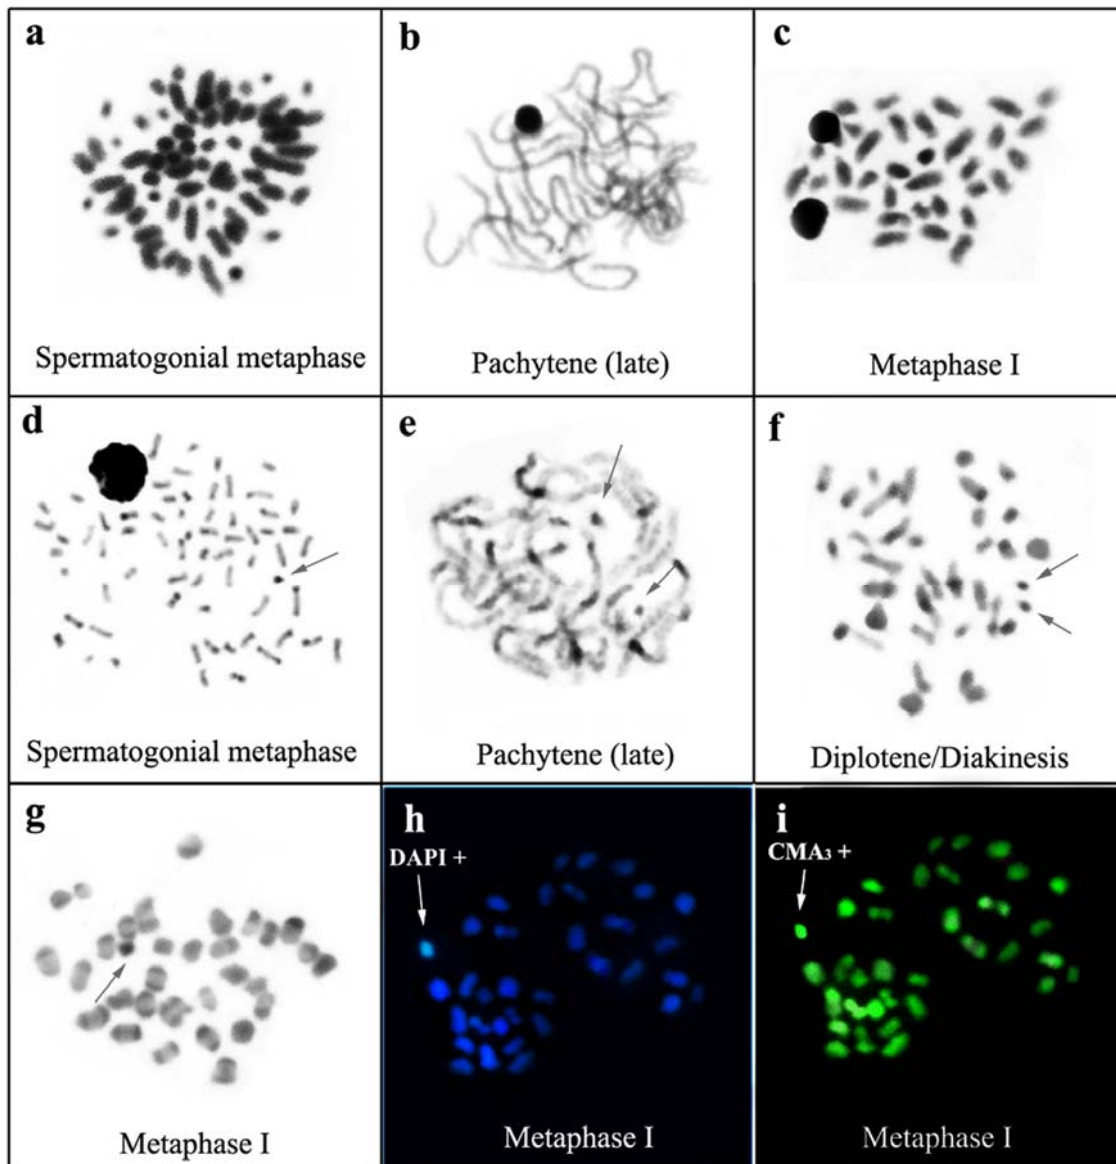 a
b
c
Spermatogonial metaphase
Pachytene (late)
Metaphase I
d
e
f
Spermatogonial metaphase
Pachytene (late)
Diplotene/Diakinesis
g
h
i
DAPI +
CMA₃ +
Metaphase I
Metaphase I
Metaphase I